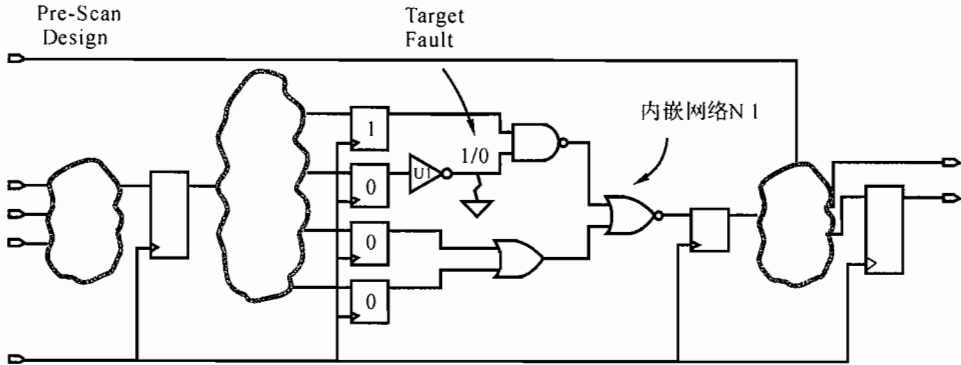 Pre-Scan
Design
Target
Fault
内嵌网络N 1
1
1/0
0
U1
0
0